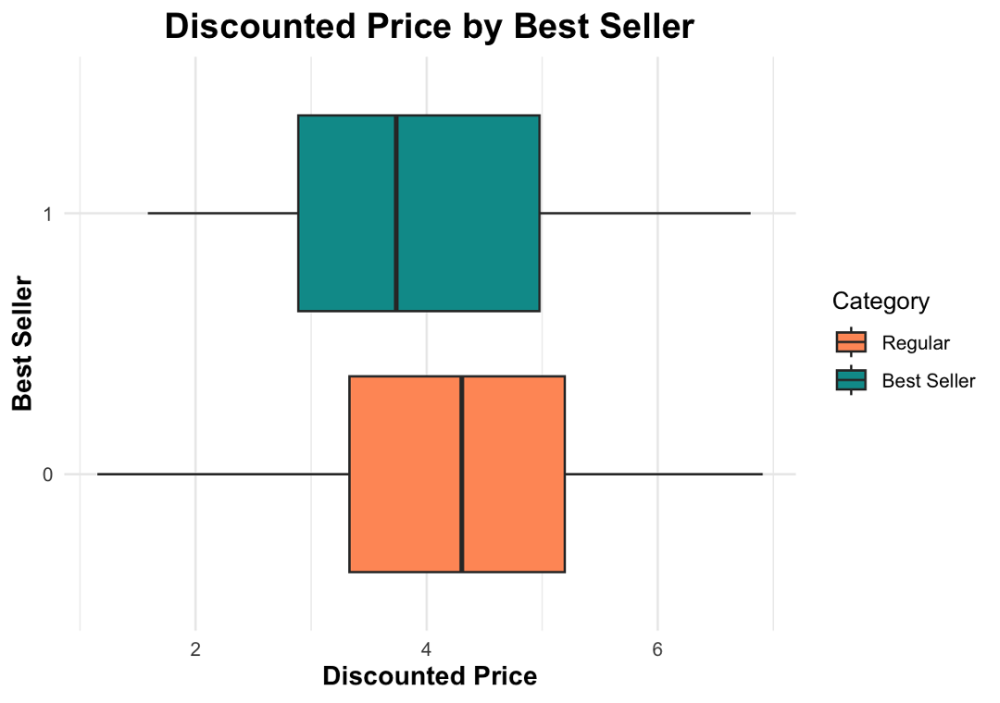 Discounted Price by Best Seller
Best Seller
1
0
2
4
6
Discounted Price
Category
Regular
Best Seller